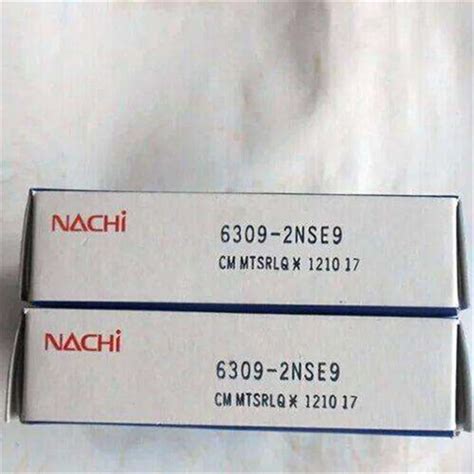 NACHi
6309-2NSE9
CM MTSRLQ * 1210 17
NACHi
6309-2NSE9
CM MTSRLQ * 1210 17